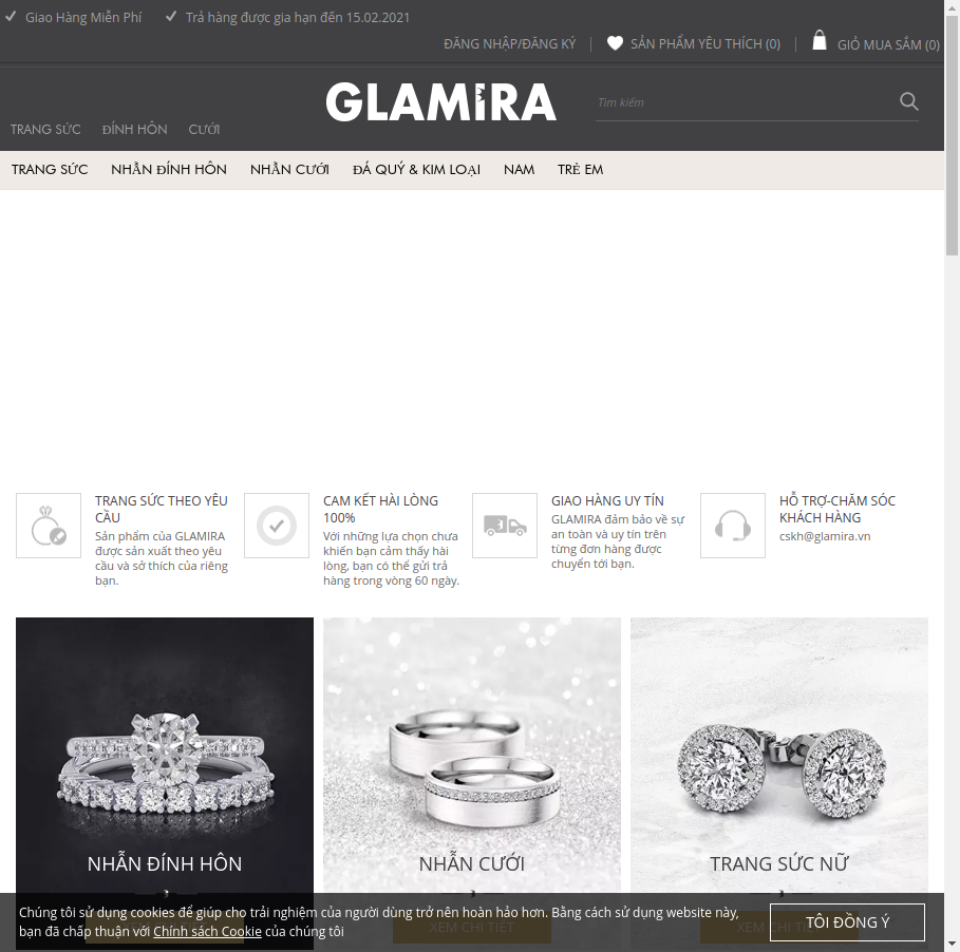 Giao Hàng Miễn Phí
Trả hàng được gia hạn đến 15.02.2021
ĐĂNG NHẬP/ĐĂNG KÝ
SẢN PHẨM YÊU THÍCH (0)
GIỎ MUA SẮM (0)
GLAMIRA
Tìm kiếm
TRANG SỨC ĐÍNH HÔN CƯỚI
TRANG SỨC NHẪN ĐÍNH HÔN NHẪN CƯỚI ĐÁ QUÝ & KIM LOẠI NAM TRẺ EM
TRANG SỨC THEO YÊU
CẦU
Sản phẩm của GLAMIRA
được sản xuất theo yêu
cầu và sở thích của riêng
bạn.
CAM KẾT HÀI LÒNG
100%
Với những lựa chọn chưa
khiến bạn cảm thấy hài
lòng, bạn có thể gửi trả
hàng trong vòng 60 ngày.
GIAO HÀNG UY TÍN
GLAMIRA đảm bảo về sự
an toàn và uy tín trên
từng đơn hàng được
chuyển tới bạn.
HỖ TRỢ-CHĂM SÓC
KHÁCH HÀNG
cskh@glamira.vn
NHẪN ĐÍNH HÔN
NHẪN CƯỚI
TRANG SỨC NỮ
XEM CHI TIẾT
XEM CHI TIẾT
Chúng tôi sử dụng cookies để giúp cho trải nghiệm của người dùng trở nên hoàn hảo hơn. Bằng cách sử dụng website này,
bạn đã chấp thuận với Chính sách Cookie của chúng tôi
TÔI ĐỒNG Ý